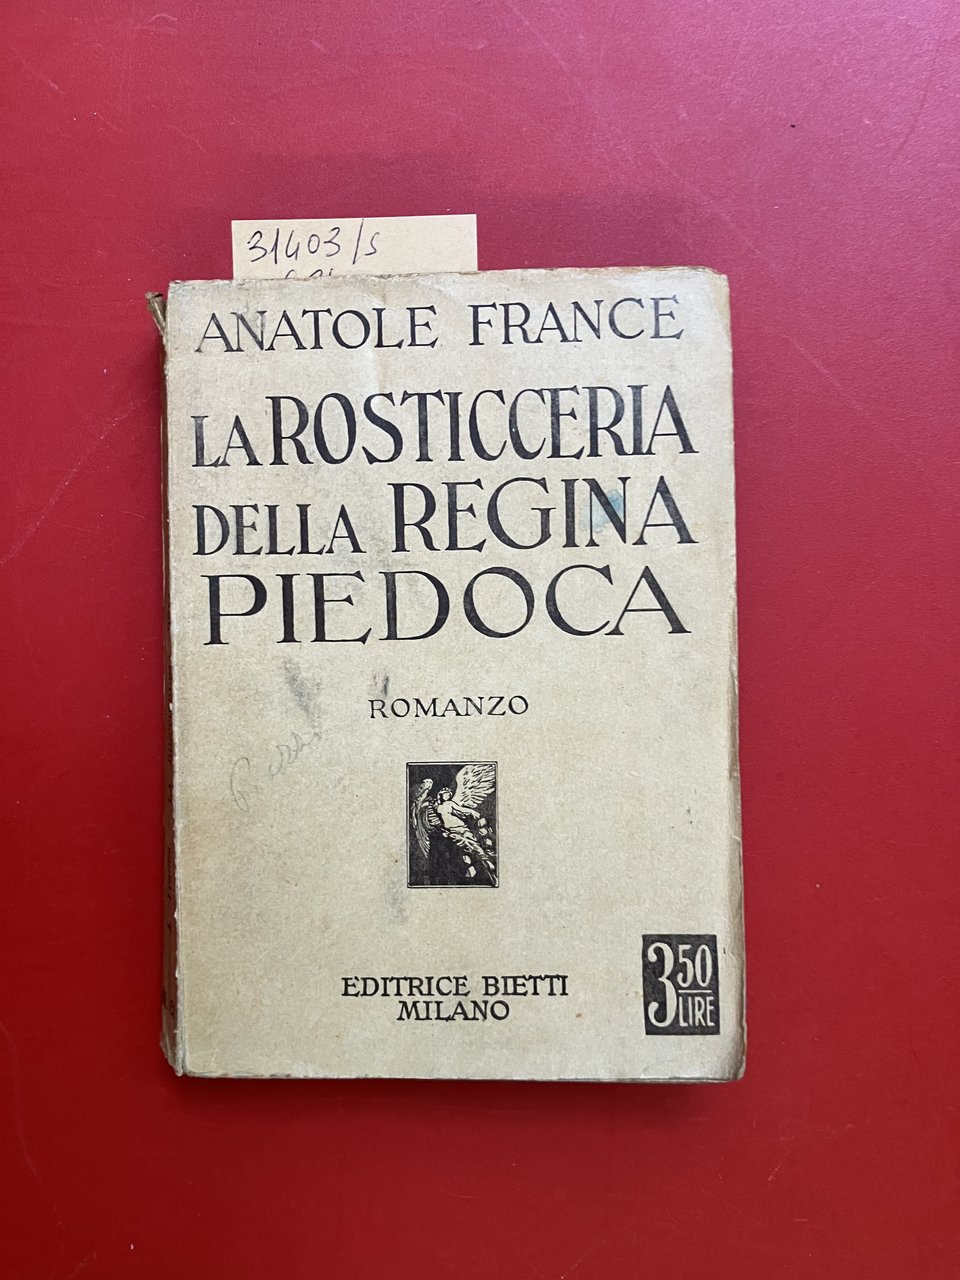 31403/s
ANATOLE FRANCE
LA ROSTICCERIA
DELLA REGINA
PIEDOCA
ROMANZO
EDITRICE BIETTI
MILANO
3 50
LIRE